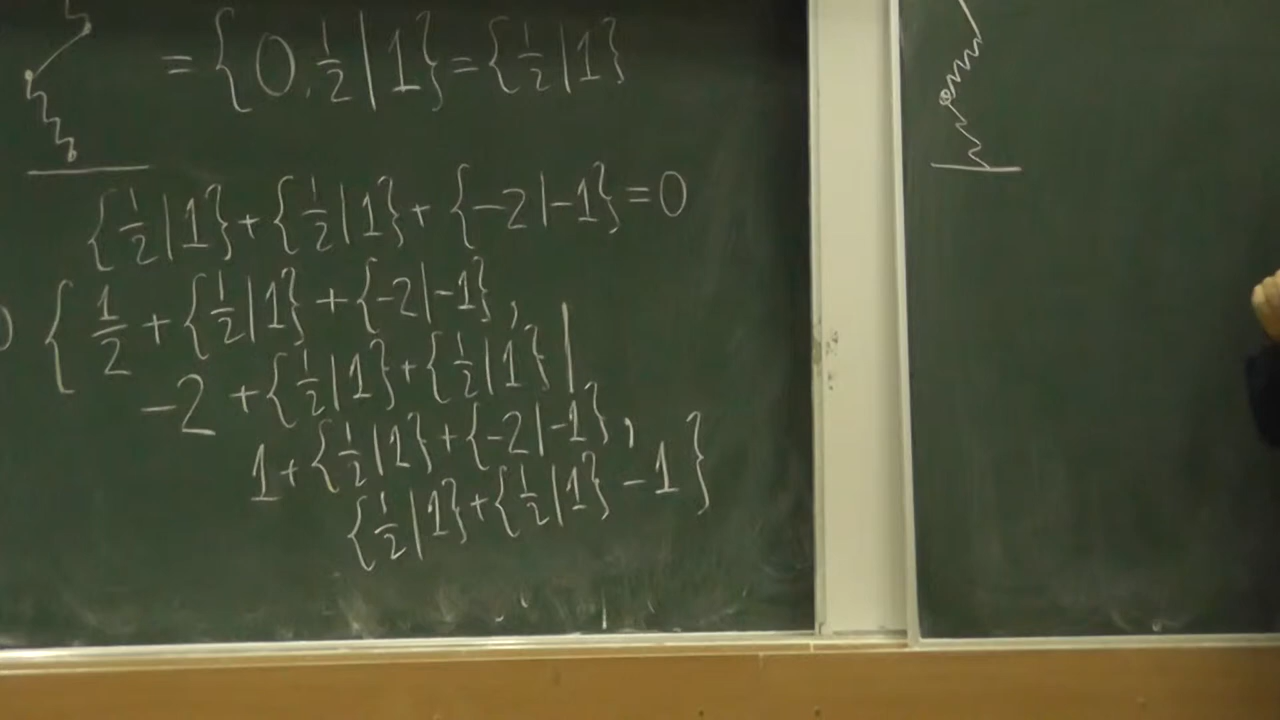 = {0, 1/2 | 1} = {1/2 | 1}
{1/2 | 1} + {1/2 | 1} + {-2 | -1} = 0
{1/2 + {1/2 | 1} + {-2 | -1},
-2 + {1/2 | 1} + {1/2 | 1} |
1 + {1/2 | 1} + {-2 | -1},
{1/2 | 1} + {1/2 | 1} - 1}